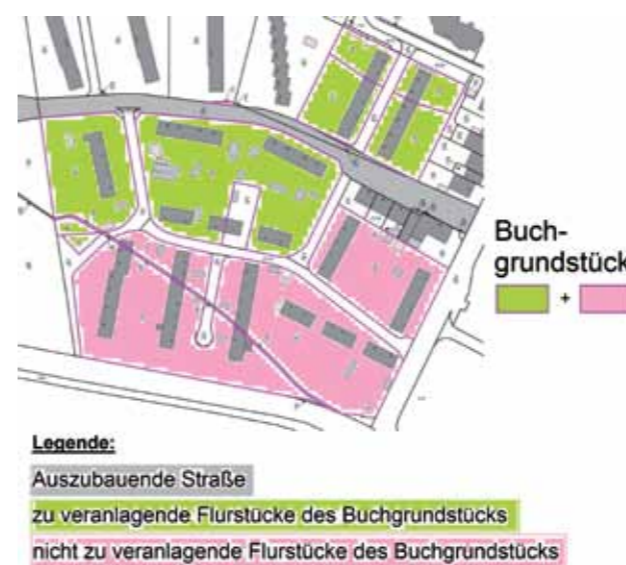 Buch-
grundstück
+
Legende:
Auszubauende Straße
zu veranlagende Flurstücke des Buchgrundstücks
nicht zu veranlagende Flurstücke des Buchgrundstücks